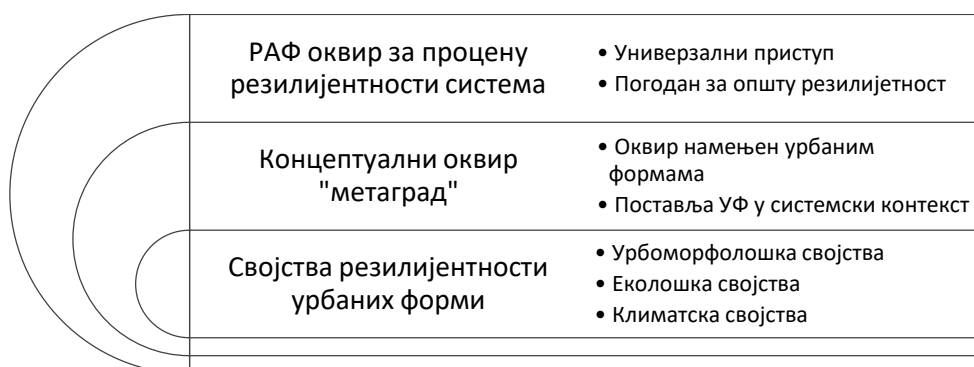 РАФ оквир за процену
резилијентности система
• Универзални приступ
• Погодан за општу резилијетност
Концептуални оквир
"метаград"
• Оквир намењен урбаним
формама
• Поставља УФ у системски контекст
Својства резилијентности
урбаних форми
• Урбоморфолошка својства
• Еколошка својства
• Климатска својства